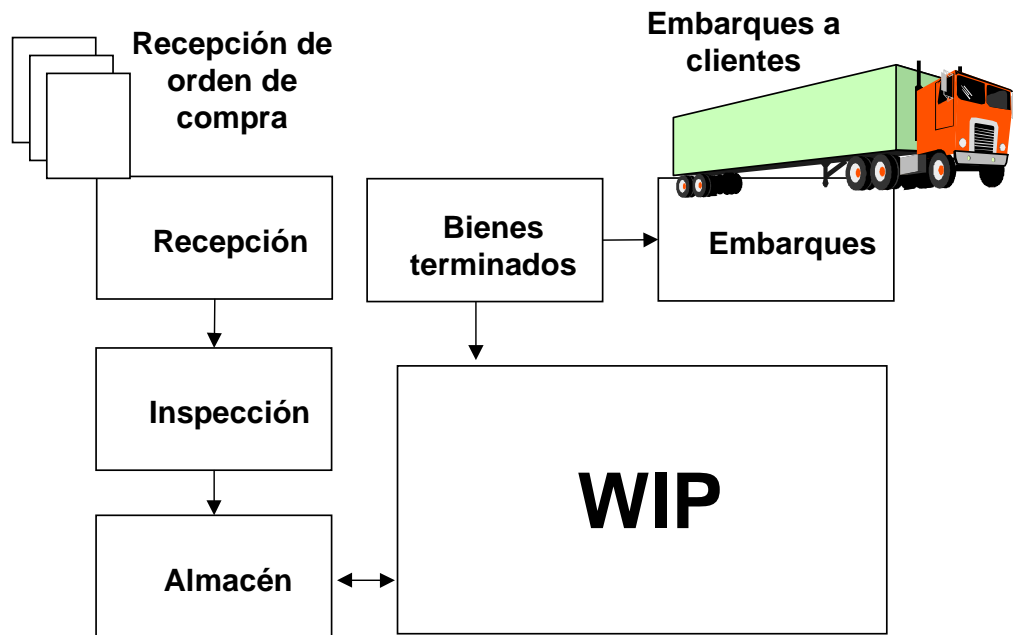 Recepción de
orden de
compra
Embarques a
clientes
Recepción
Bienes
terminados
Embarques
Inspección
WIP
Almacén